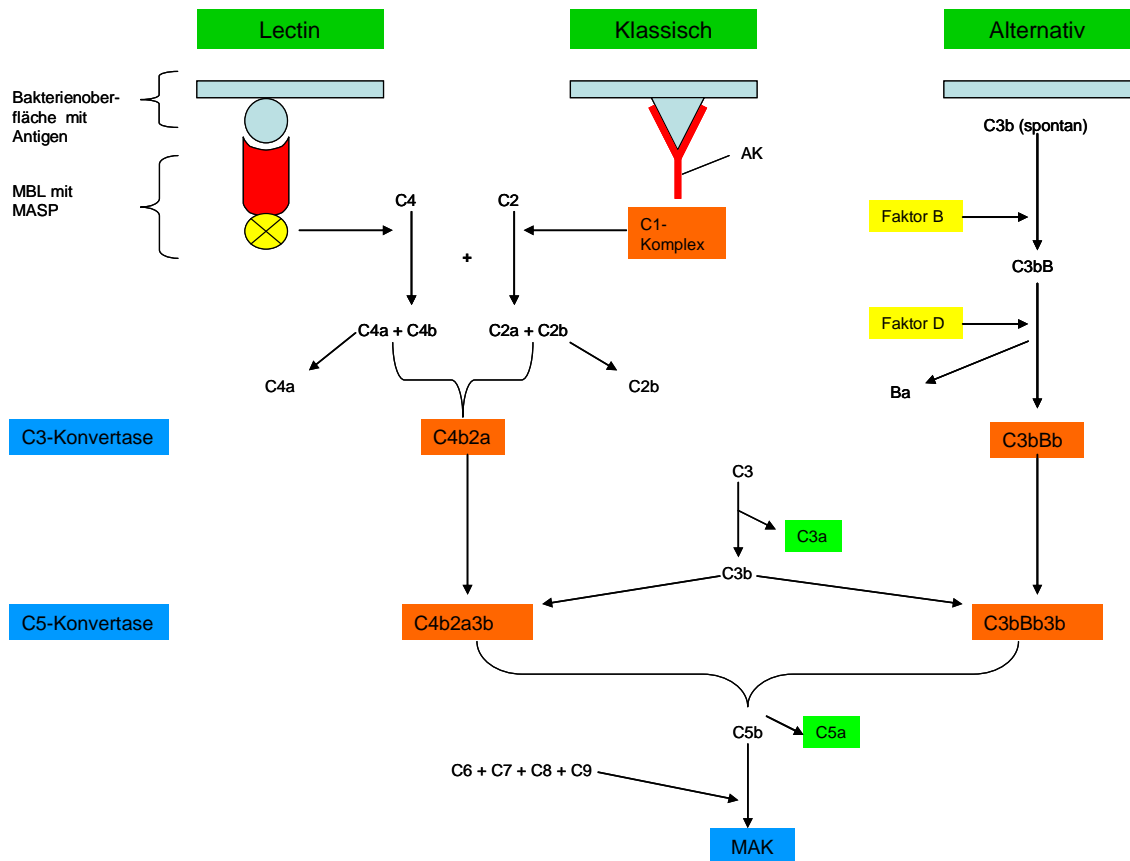 Lectin
Klassisch
Alternativ
Bakterienober-
fläche mit
Antigen
C3b (spontan)
AK
MBL mit
MASP
C4
C2
C1-
Komplex
Faktor B
+
C3bB
C4a + C4b
C2a + C2b
Faktor D
C4a
C2b
Ba
C3-Konvertase
C4b2a
C3bBb
C3
C3a
C3b
C5-Konvertase
C4b2a3b
C3bBb3b
C5b
C5a
C6 + C7 + C8 + C9
MAK